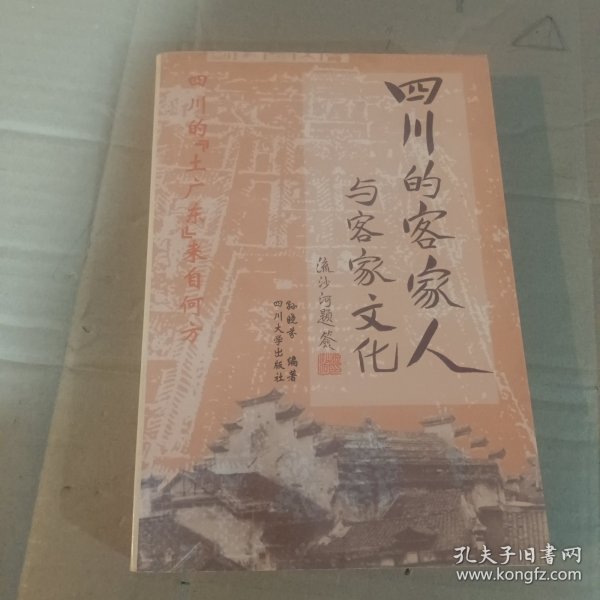 四川的客家人
与客家文化
流沙河题签
孙晓芬 编著
四川大学出版社
四川的『土广东』来自何方
孔夫子旧书网
www.kongfz.com